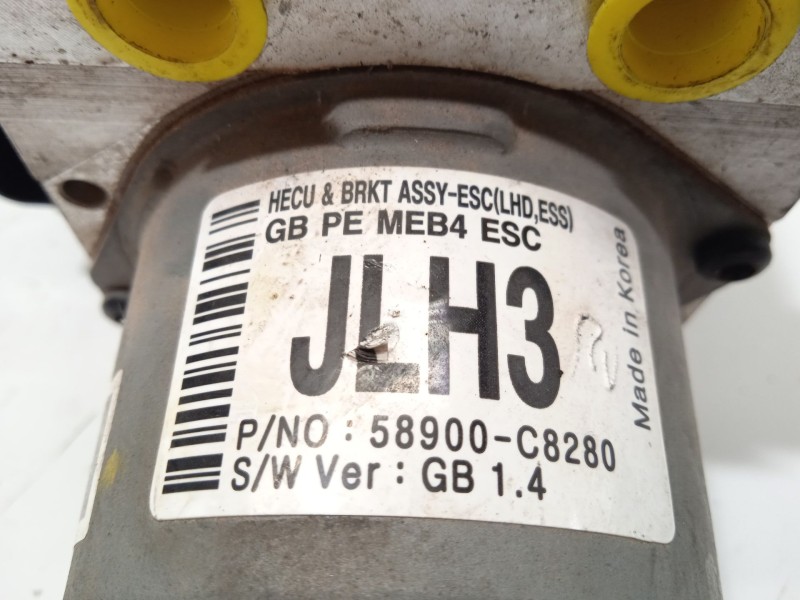 HECU & BRKT ASSY-ESC(LHD,ESS)
GB PE MEB4 ESC
JLH3
P/NO : 58900-C8280
S/W Ver : GB 1.4
Made in Korea